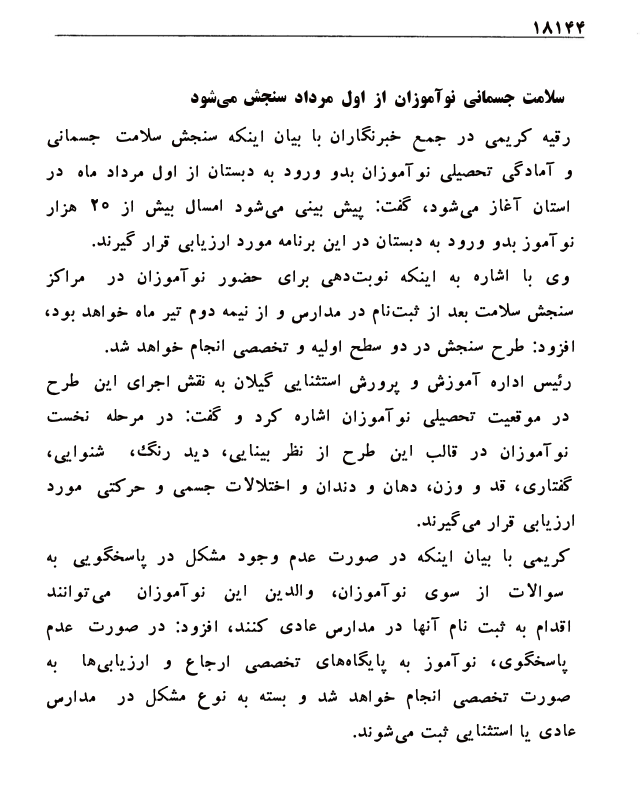 ۱۸۱۴۴
سلامت جسمانی نوآموزان از اول مرداد سنجش می‌شود
رقیه کریمی در جمع خبرنگاران با بیان اینکه سنجش سلامت جسمانی
و آمادگی تحصیلی نوآموزان بدو ورود به دبستان از اول مرداد ماه در
استان آغاز می‌شود، گفت: پیش بینی می‌شود امسال بیش از ۲۵ هزار
نوآموز بدو ورود به دبستان در این برنامه مورد ارزیابی قرار گیرند.
وی با اشاره به اینکه نوبت‌دهی برای حضور نوآموزان در مراکز
سنجش سلامت بعد از ثبت‌نام در مدارس و از نیمه دوم تیر ماه خواهد بود،
افزود: طرح سنجش در دو سطح اولیه و تخصصی انجام خواهد شد.
رئیس اداره آموزش و پرورش استثنایی گیلان به نقش اجرای این طرح
در موقعیت تحصیلی نوآموزان اشاره کرد و گفت: در مرحله نخست
نوآموزان در قالب این طرح از نظر بینایی، دید رنگ، شنوایی،
گفتاری، قد و وزن، دهان و دندان و اختلالات جسمی و حرکتی مورد
ارزیابی قرار می‌گیرند.
کریمی با بیان اینکه در صورت عدم وجود مشکل در پاسخگویی به
سوالات از سوی نوآموزان، والدین این نوآموزان می‌توانند
اقدام به ثبت نام آنها در مدارس عادی کنند، افزود: در صورت عدم
پاسخگوی، نوآموز به پایگاه‌های تخصصی ارجاع و ارزیابی‌ها به
صورت تخصصی انجام خواهد شد و بسته به نوع مشکل در مدارس
عادی یا استثنایی ثبت می‌شوند.